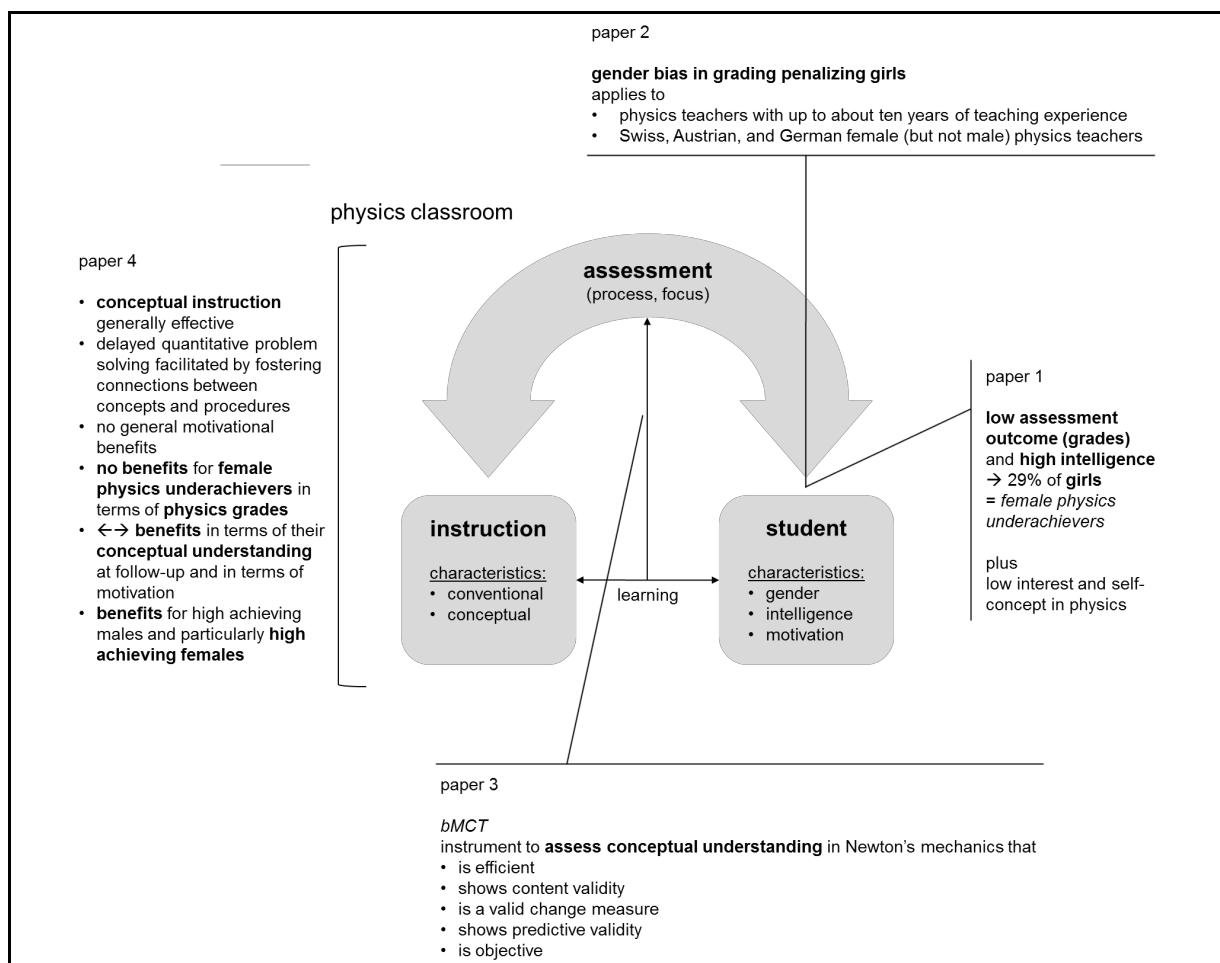 paper 2
gender bias in grading penalizing girls
applies to
• physics teachers with up to about ten years of teaching experience
• Swiss, Austrian, and German female (but not male) physics teachers
physics classroom
paper 4
• conceptual instruction
generally effective
• delayed quantitative problem
solving facilitated by fostering
connections between
concepts and procedures
• no general motivational
benefits
• no benefits for female
physics underachievers in
terms of physics grades
• ←→ benefits in terms of their
conceptual understanding
at follow-up and in terms of
motivation
• benefits for high achieving
males and particularly high
achieving females
assessment
(process, focus)
instruction
characteristics:
• conventional
• conceptual
learning
student
characteristics:
• gender
• intelligence
• motivation
paper 1
low assessment
outcome (grades)
and high intelligence
→ 29% of girls
= female physics
underachievers
plus
low interest and self-
concept in physics
paper 3
bMCT
instrument to assess conceptual understanding in Newton's mechanics that
• is efficient
• shows content validity
• is a valid change measure
• shows predictive validity
• is objective